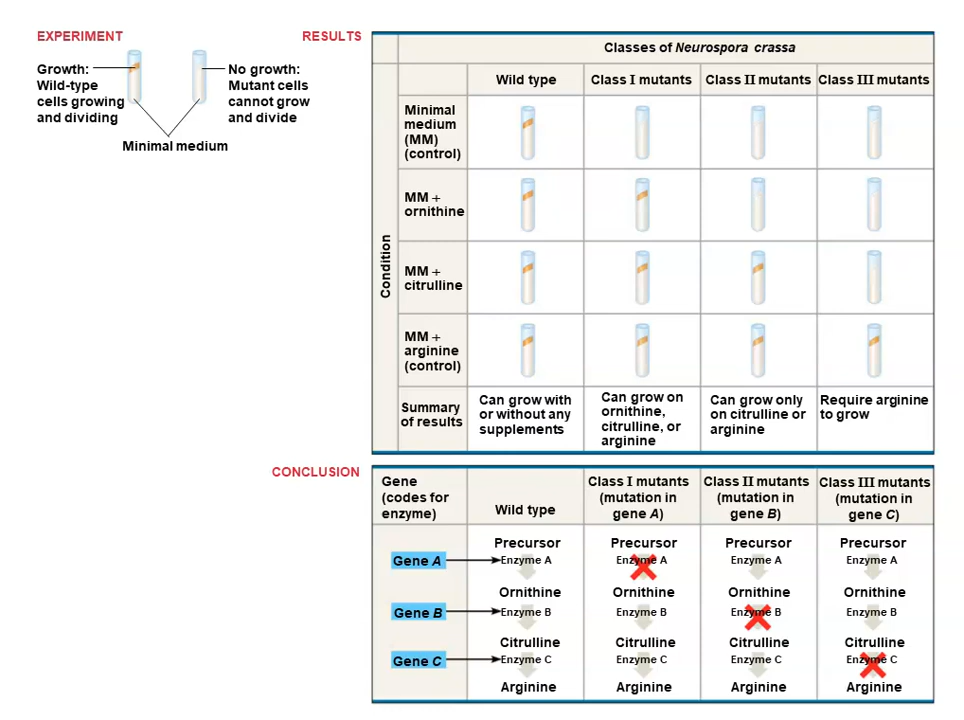 EXPERIMENT
Growth:
Wild-type
cells growing
and dividing
No growth:
Mutant cells
cannot grow
and divide
Minimal medium
RESULTS
Classes of Neurospora crassa
Wild type
Class I mutants
Class II mutants
Class III mutants
Condition
Minimal
medium
(MM)
(control)
MM +
ornithine
MM +
citrulline
MM +
arginine
(control)
Summary
of results
Can grow with
or without any
supplements
Can grow on
ornithine,
citrulline, or
arginine
Can grow only
on citrulline or
arginine
Require arginine
to grow
CONCLUSION
Gene
(codes for
enzyme)
Wild type
Class I mutants
(mutation in
gene A)
Class II mutants
(mutation in
gene B)
Class III mutants
(mutation in
gene C)
Precursor
Precursor
Precursor
Precursor
Gene A
Enzyme A
Enzyme A
Enzyme A
Enzyme A
Ornithine
Ornithine
Ornithine
Ornithine
Gene B
Enzyme B
Enzyme B
Enzyme B
Enzyme B
Citrulline
Citrulline
Citrulline
Citrulline
Gene C
Enzyme C
Enzyme C
Enzyme C
Enzyme C
Arginine
Arginine
Arginine
Arginine